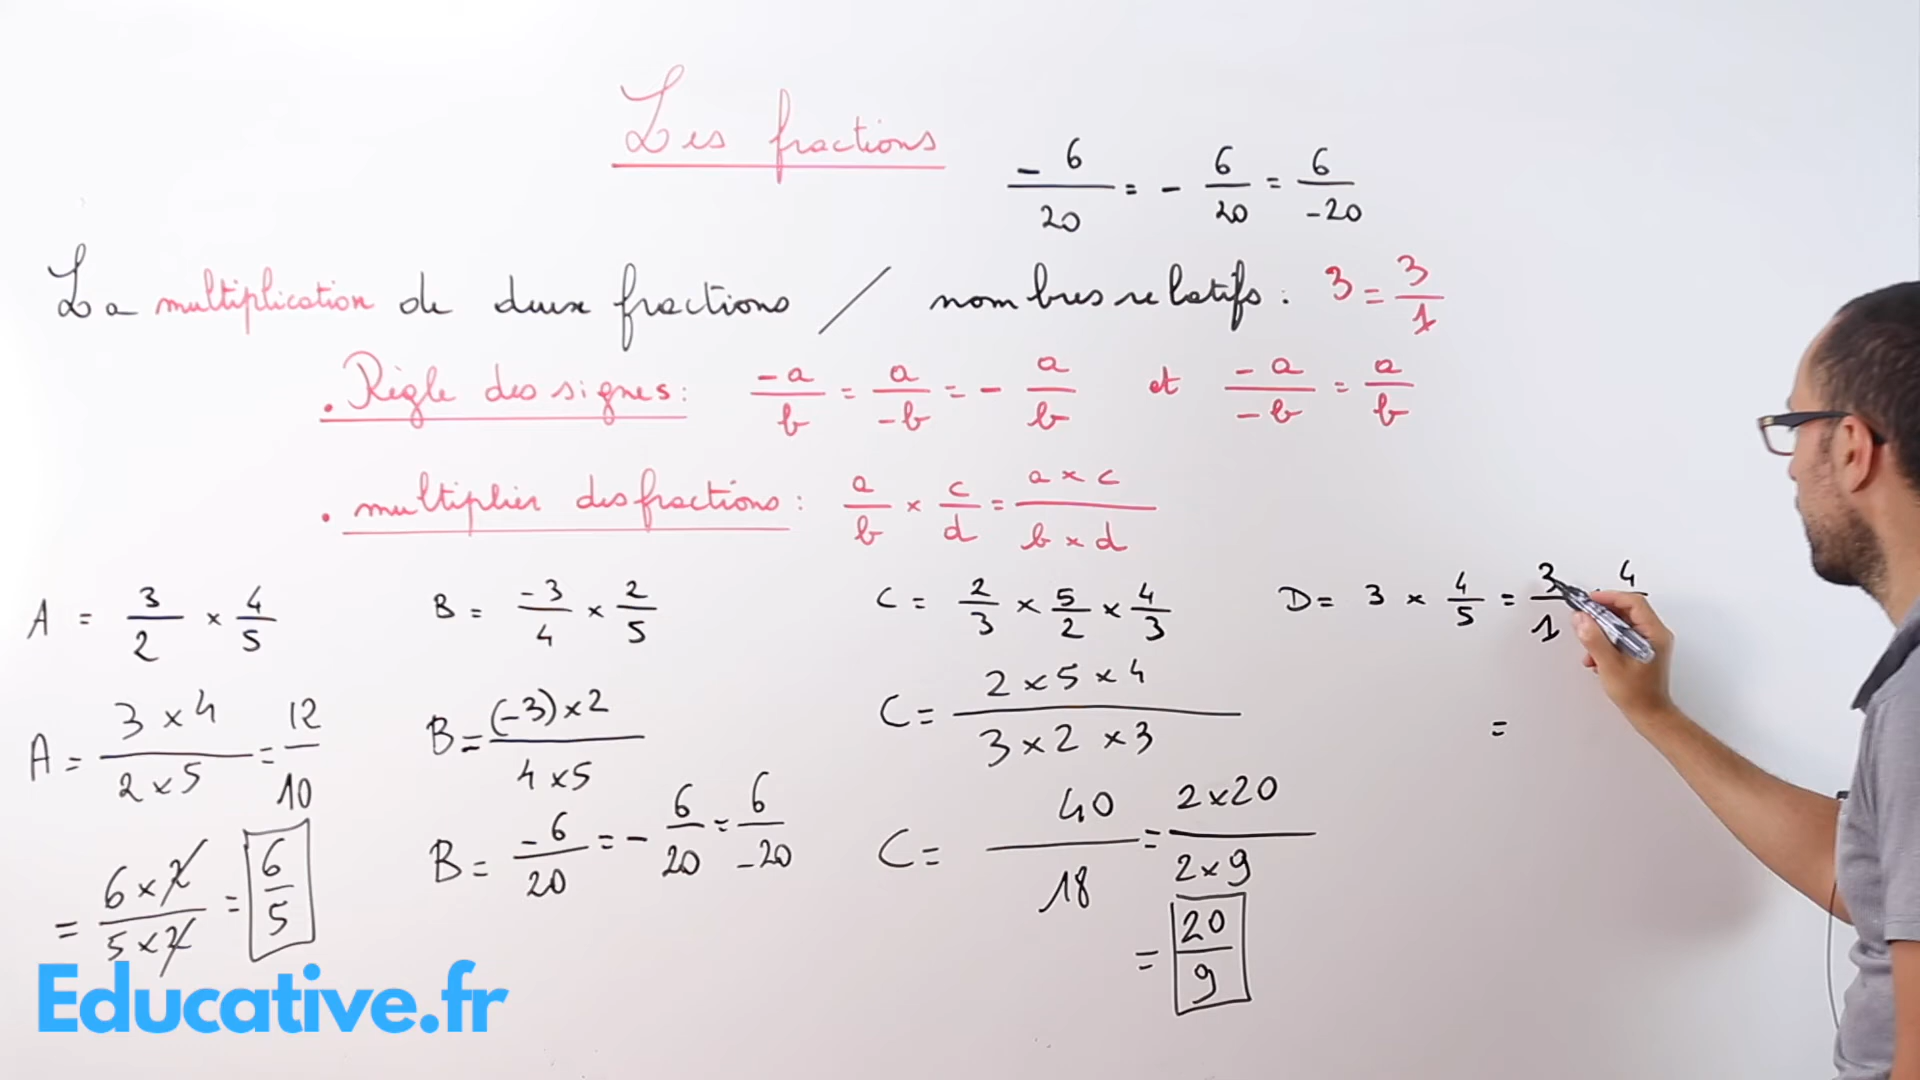 Les fractions
-6/20 = - 6/20 = 6/-20
La multiplication de deux fractions / nombres relatifs : 3 = 3/1
. Règle des signes : -a/b = a/-b = - a/b et -a/-b = a/b
. multiplier des fractions : a/b × c/d = a × c/b × d
A = 3/2 × 4/5
B = -3/4 × 2/5
C = 2/3 × 5/2 × 4/3
D = 3 × 4/5 = 3/1 4
A = 3 × 4/2 × 5 = 12/10
B = (-3) × 2/4 × 5
C = 2 × 5 × 4/3 × 2 × 3
=
= 6 × 2/5 × 2 = 6/5
B = -6/20 = - 6/20 = 6/-20
C = 40/18 = 2 × 20/2 × 9
= 20/9
Educative.fr